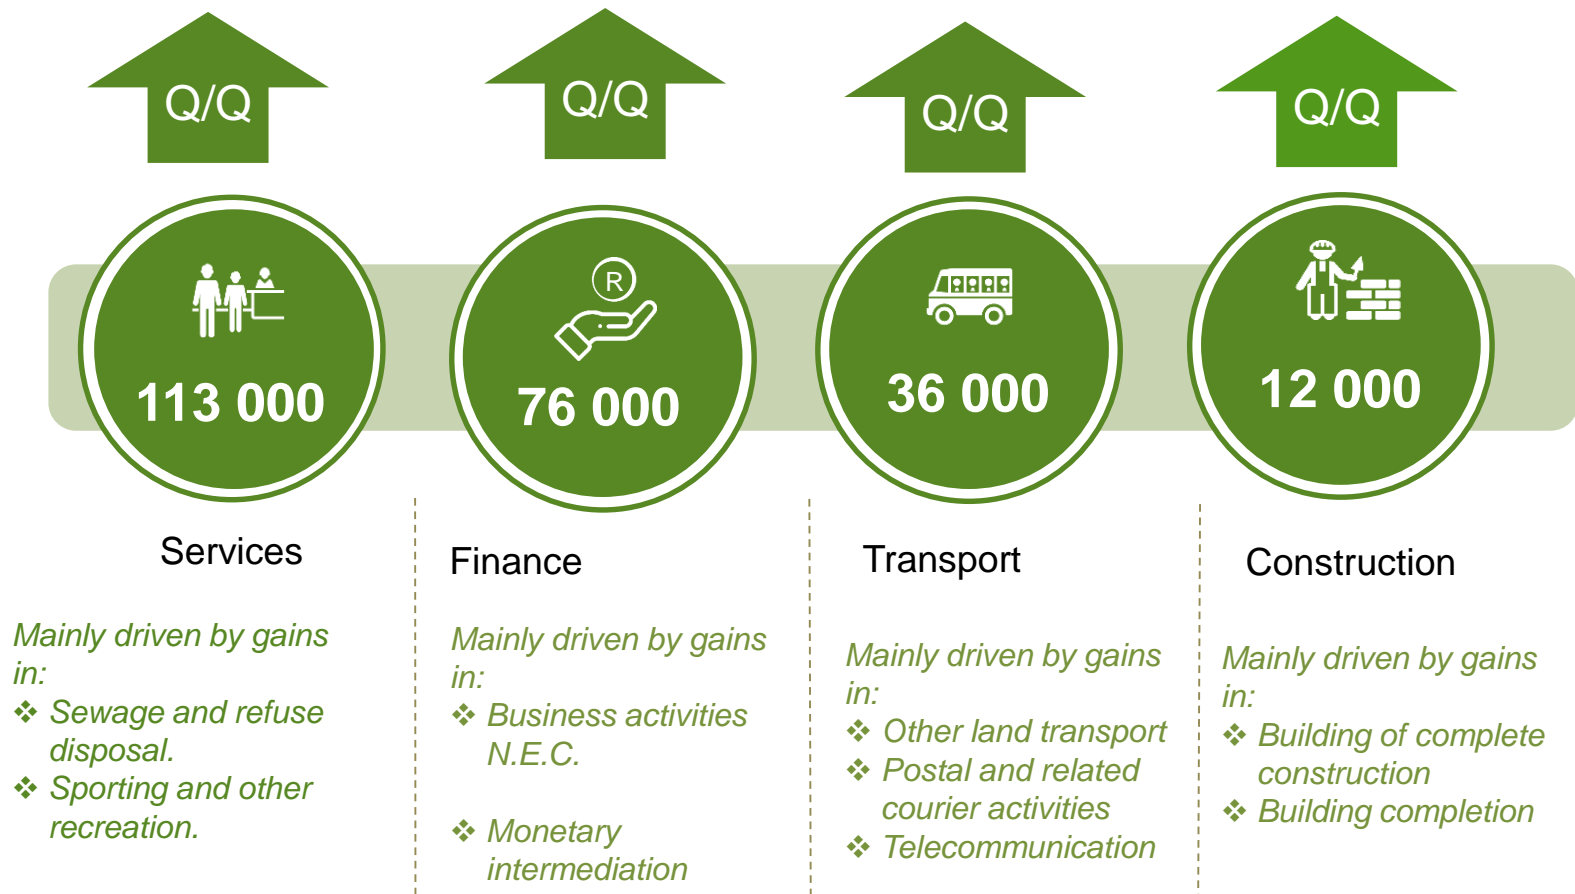 Q/Q
Q/Q
Q/Q
Q/Q
R
113 000
76 000
36 000
12 000
Services
Mainly driven by gains
in:
❖ Sewage and refuse
disposal.
❖ Sporting and other
recreation.
Finance
Mainly driven by gains
in:
❖ Business activities
N.E.C.
❖ Monetary
intermediation
Transport
Mainly driven by gains
in:
❖ Other land transport
❖ Postal and related
courier activities
❖ Telecommunication
Construction
Mainly driven by gains
in:
❖ Building of complete
construction
❖ Building completion